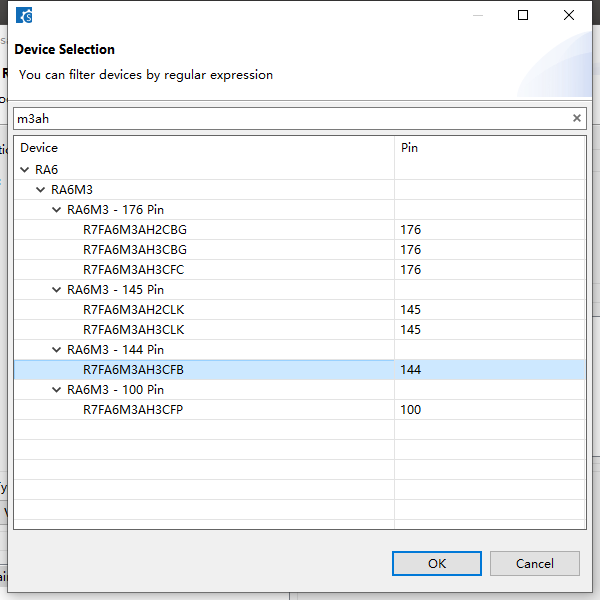 Device Selection
You can filter devices by regular expression
m3ah
Device Pin
RA6
RA6M3
RA6M3 - 176 Pin
R7FA6M3AH2CBG 176
R7FA6M3AH3CBG 176
R7FA6M3AH3CFC 176
RA6M3 - 145 Pin
R7FA6M3AH2CLK 145
R7FA6M3AH3CLK 145
RA6M3 - 144 Pin
R7FA6M3AH3CFB 144
RA6M3 - 100 Pin
R7FA6M3AH3CFP 100
OK Cancel